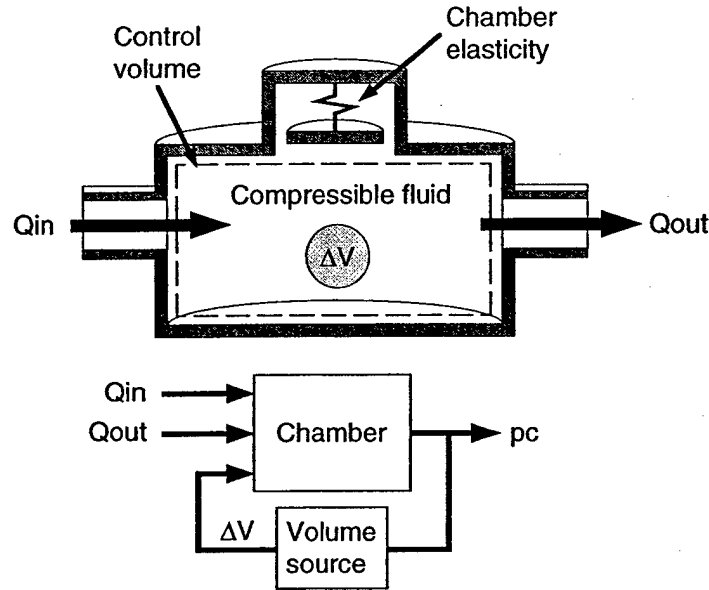 Control
volume
Chamber
elasticity
Compressible fluid
Qin
Qout
ΔV
Qin
Qout
Chamber
pc
ΔV
Volume
source